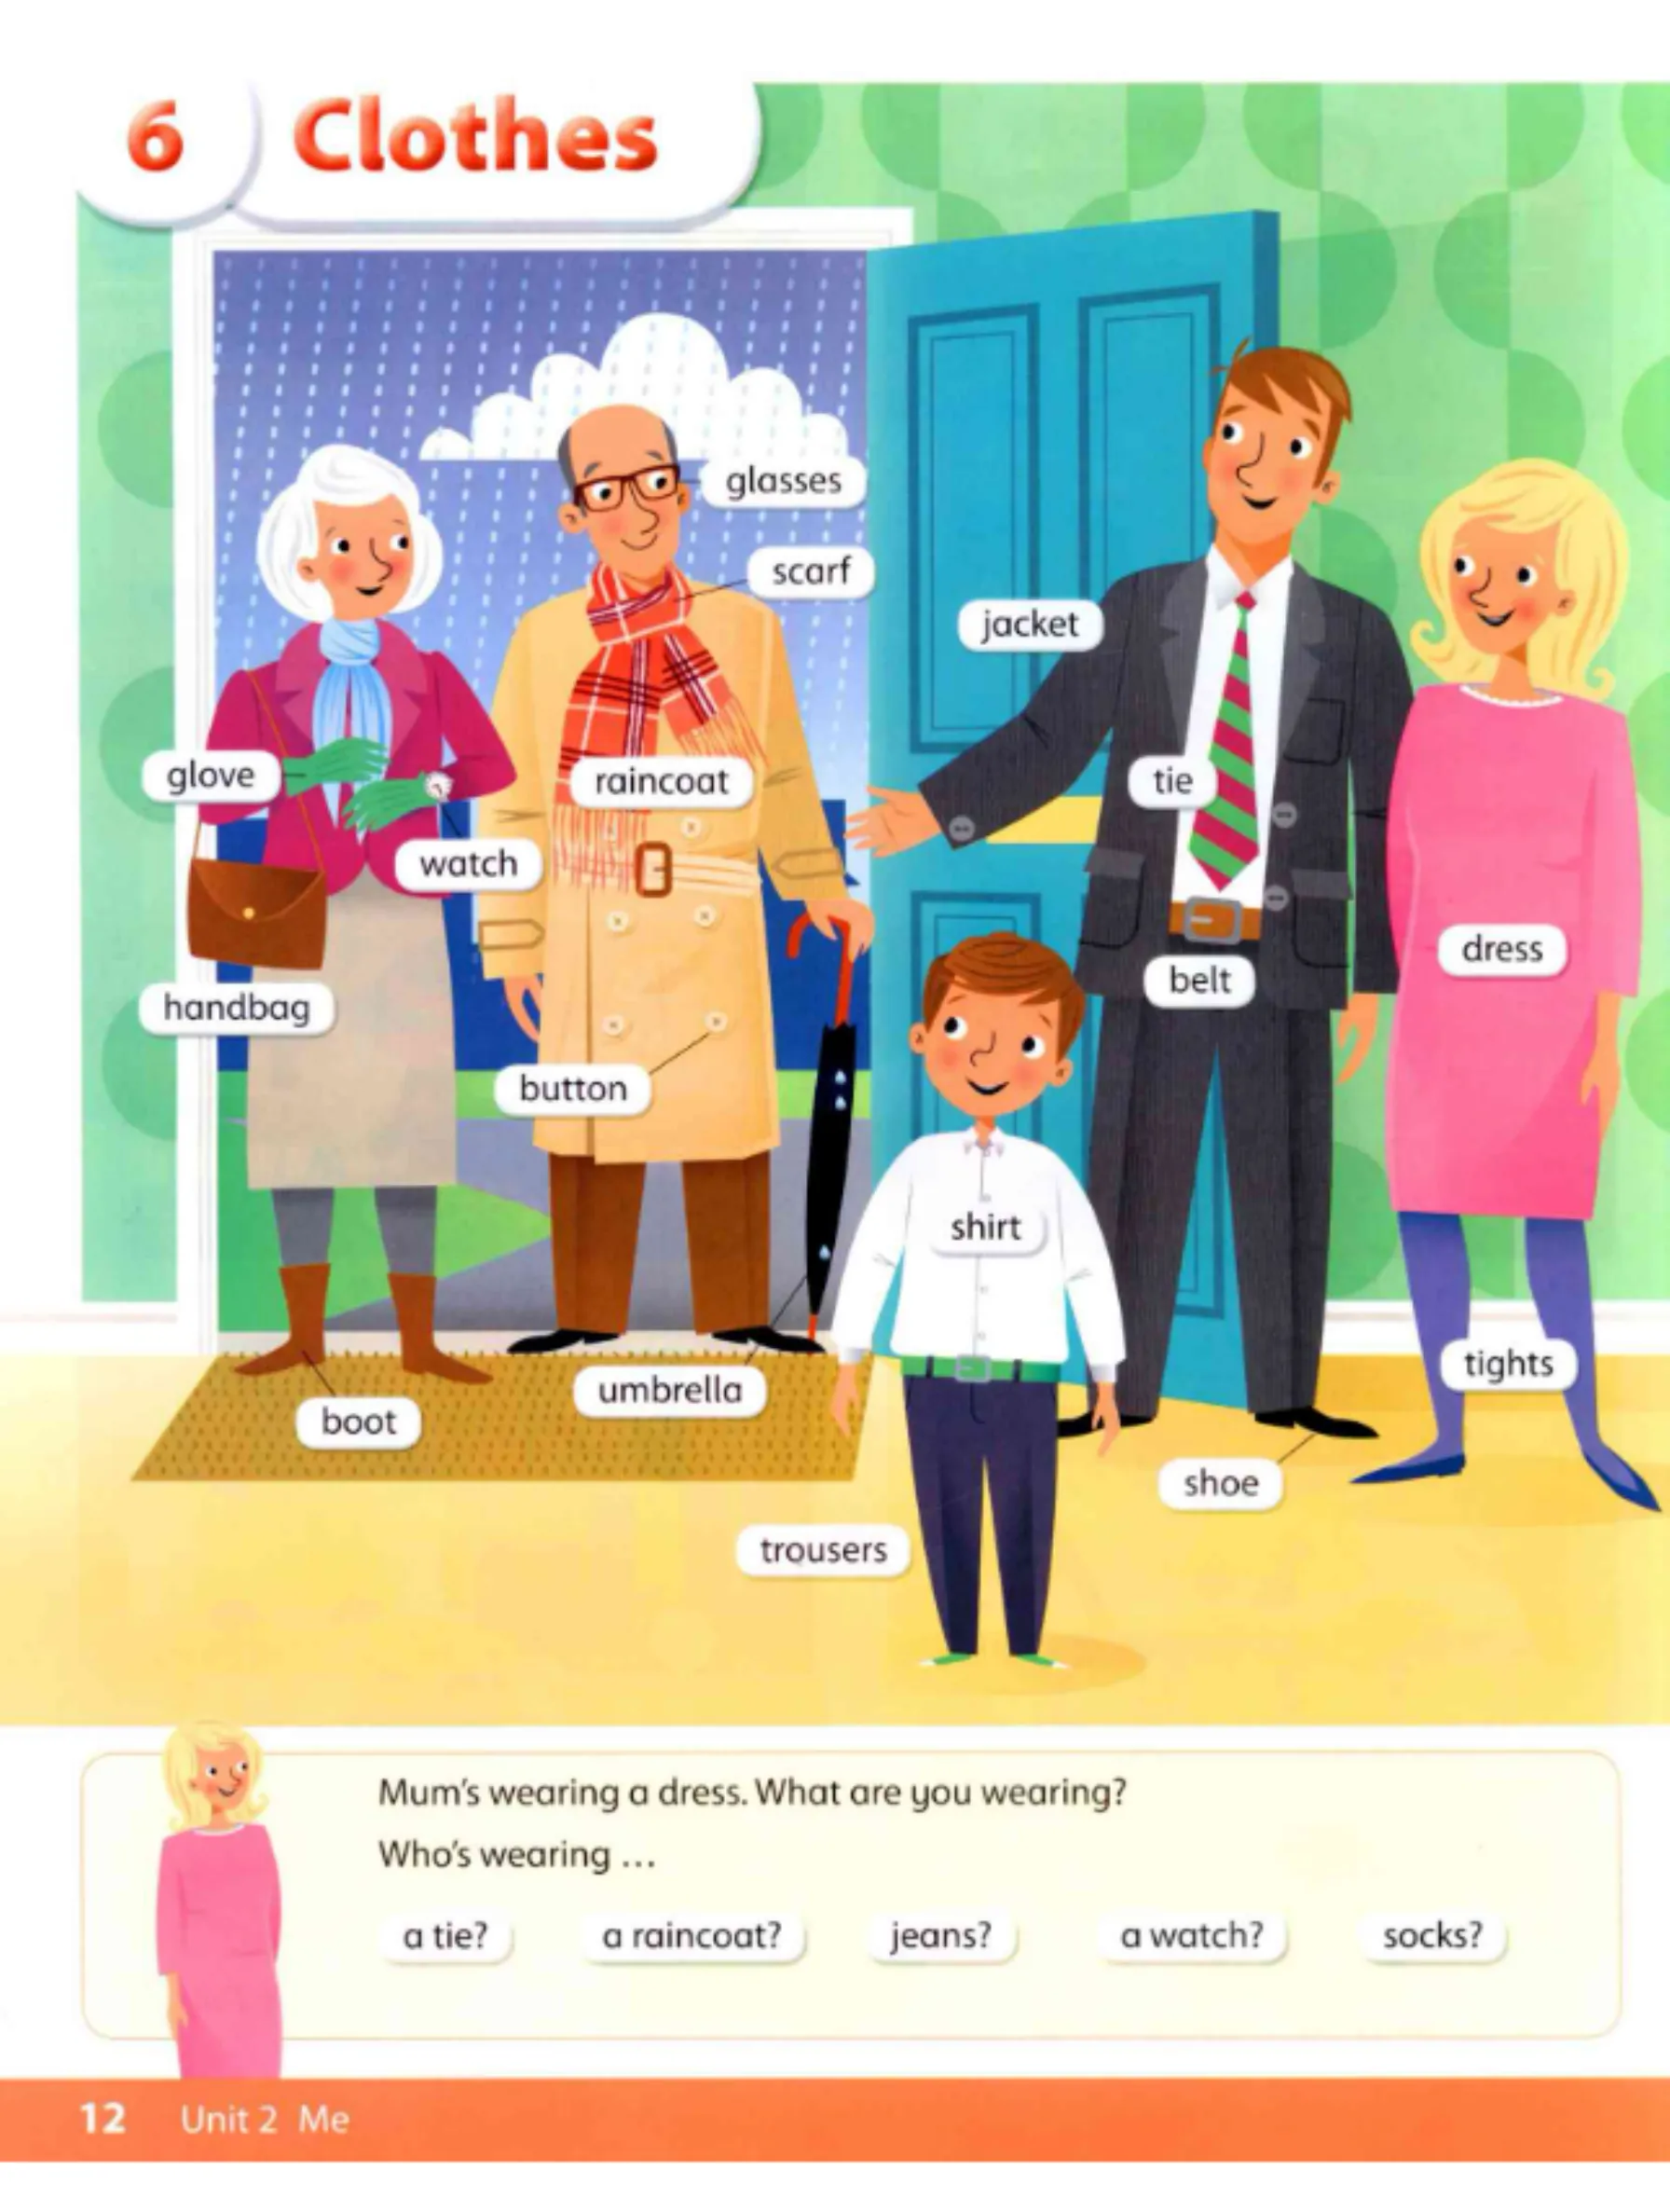 6 Clothes
glasses
scarf
jacket
glove
raincoat
tie
watch
dress
belt
handbag
button
shirt
tights
umbrella
boot
shoe
trousers
Mum's wearing a dress. What are you wearing?
Who's wearing ...
a tie? a raincoat? jeans? a watch? socks?
12 Unit 2 Me